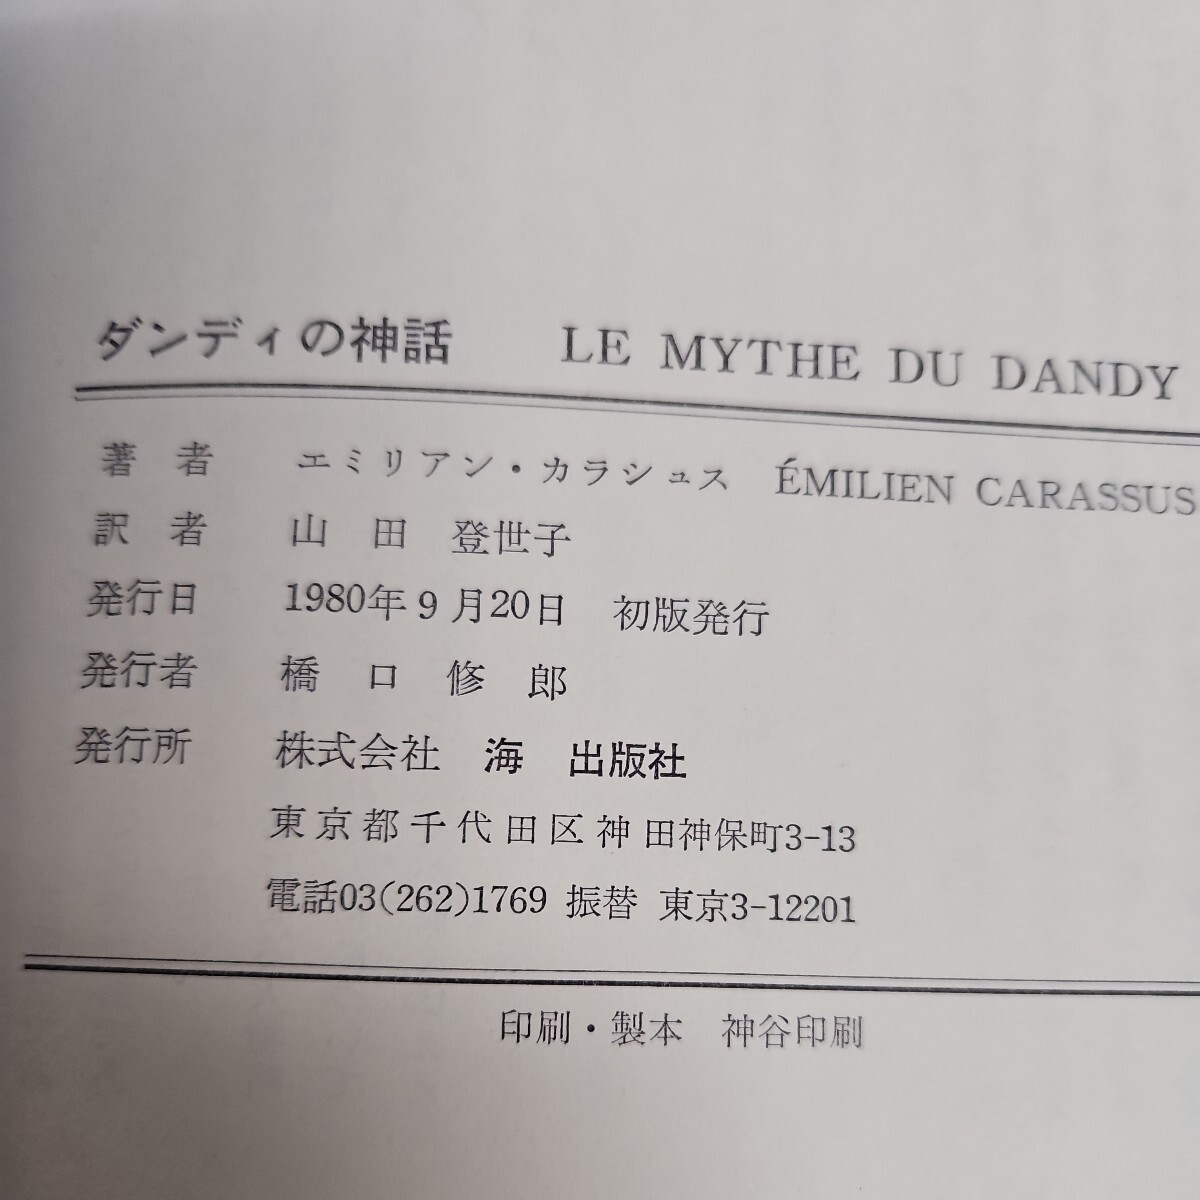 ダンディの神話　LE MYTHE DU DANDY
著者　エミリアン・カラシュス　ÉMILIEN CARASSUS
訳者　山田　登世子
発行日　1980年9月20日　初版発行
発行者　橋口修郎
発行所　株式会社　海　出版社
東京都千代田区神田神保町3-13
電話03(262)1769　振替　東京3-12201
印刷・製本　神谷印刷